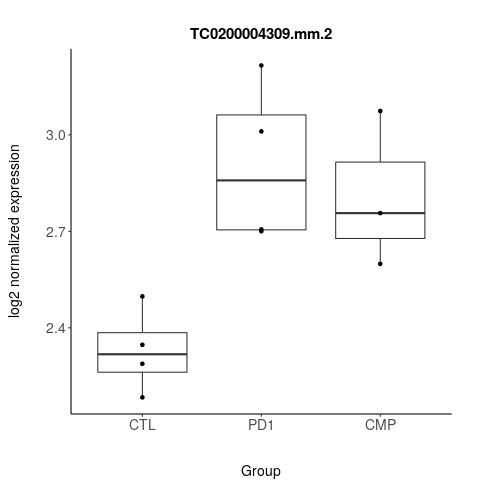 TC0200004309.mm.2
log2 normalized expression
3.0
2.7
2.4
CTL PD1 CMP
Group